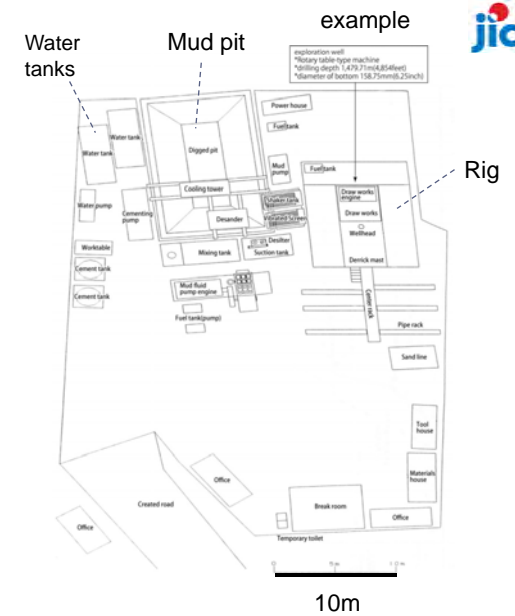 example
jic
Water
tanks
Mud pit
exploration well
*Rotary table-type machine
*drilling depth 1,479.71m(4,854feet)
*diameter of bottom 158.75mm(6.25inch)
Power house
Fuel tank
Water tank
Water tank
Digged pit
Mud
pump
Fuel tank
Rig
Cooling tower
Draw works
engine
Shaker tank
Draw works
Water pump
Cementing
pump
Desander
Vibrated Screen
Wellhead
Worktable
Mixing tank
Desilter
Suction tank
Derrick mast
Cement tank
Mud fluid
pump engine
Cement tank
Fuel tank(pump)
Pipe rack
Sand line
Tool
house
Materials
house
Office
Created road
Break room
Office
Office
Temporary toilet
0 5m 10m
10m